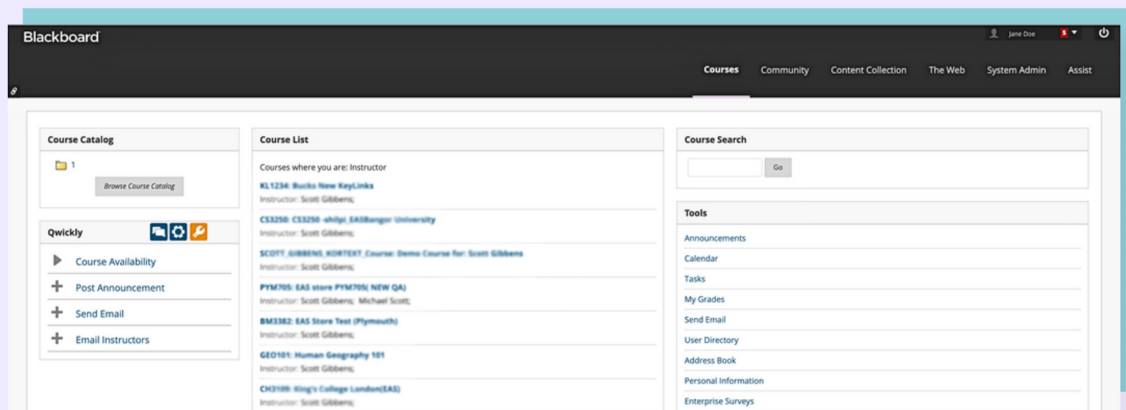 Blackboard
Jane Doe
5
Courses Community Content Collection The Web System Admin Assist
Course Catalog
1
Browse Course Catalog
Qwickly
Course Availability
Post Announcement
Send Email
Email Instructors
Course List
Courses where you are: Instructor
KL1234: Bucks New KeyLinks
Instructor: Scott Gibbens;
CS3250: CS3250 -shilpi_EASBangor University
Instructor: Scott Gibbens;
SCOTT_GIBBENS_KORTEXT_Course: Demo Course for: Scott Gibbens
Instructor: Scott Gibbens;
PYM705: EAS store PYM705( NEW QA)
Instructor: Scott Gibbens; Michael Scott;
BM3382: EAS Store Test (Plymouth)
Instructor: Scott Gibbens;
GEO101: Human Geography 101
Instructor: Scott Gibbens;
CH3109: King's College London(EAS)
Instructor: Scott Gibbens;
Course Search
Go
Tools
Announcements
Calendar
Tasks
My Grades
Send Email
User Directory
Address Book
Personal Information
Enterprise Surveys